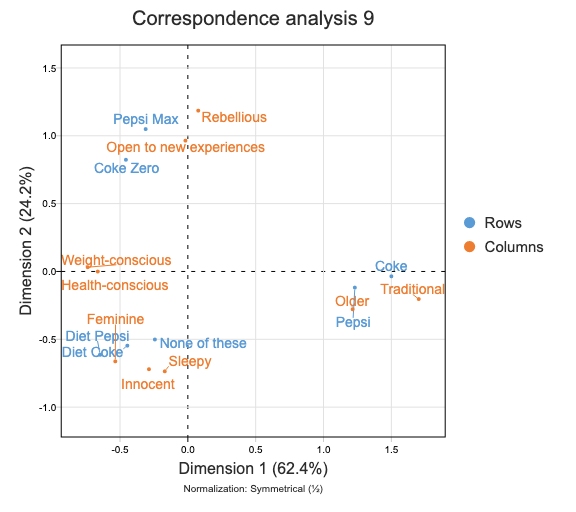 Correspondence analysis 9
1.5
Rebellious
Pepsi Max
1.0
Open to new experiences
Coke Zero
0.5
Rows
Columns
Dimension 2 (24.2%)
Weight-conscious
Coke
0.0
Health-conscious
Traditional
Older
Feminine
Pepsi
Diet Pepsi
-0.5
None of these
Diet Coke
Sleepy
Innocent
-1.0
-0.5
0.0
0.5
1.0
1.5
Dimension 1 (62.4%)
Normalization: Symmetrical (½)